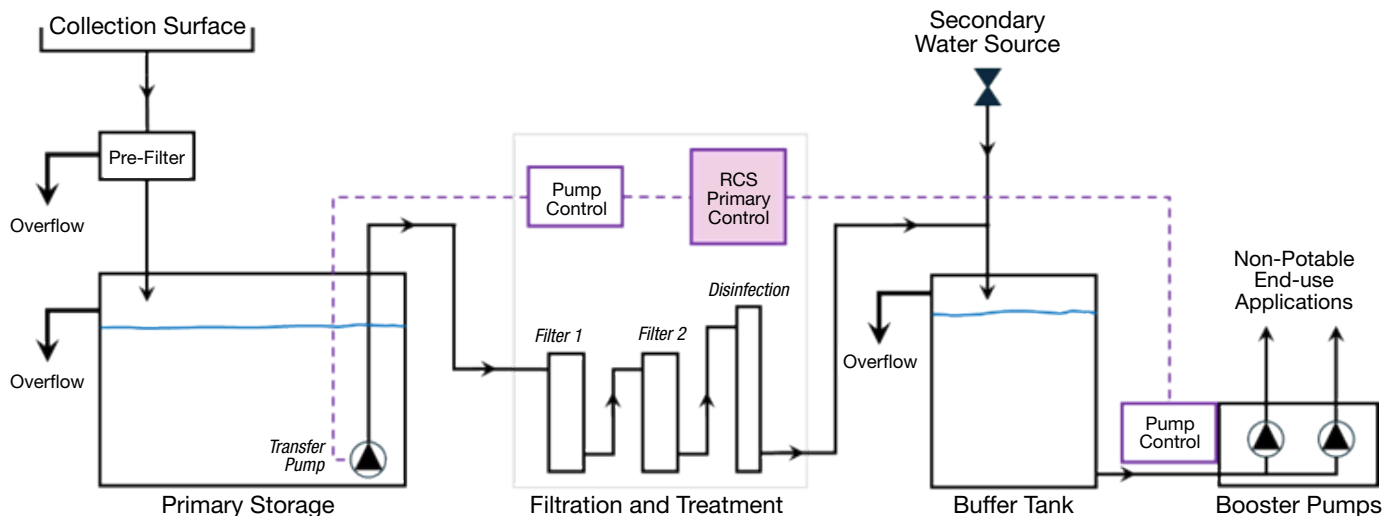 Collection Surface
Secondary
Water Source
Pre-Filter
Overflow
Pump
Control
RCS
Primary
Control
Non-Potable
End-use
Applications
Overflow
Filter 1
Filter 2
Disinfection
Overflow
Transfer
Pump
Pump
Control
Primary Storage
Filtration and Treatment
Buffer Tank
Booster Pumps